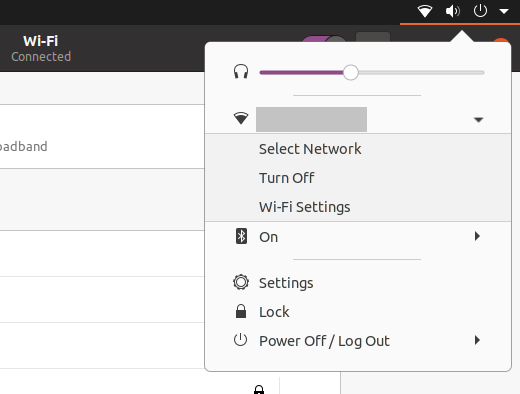 Wi-Fi
Connected
oadband
Select Network
Turn Off
Wi-Fi Settings
On
Settings
Lock
Power Off / Log Out